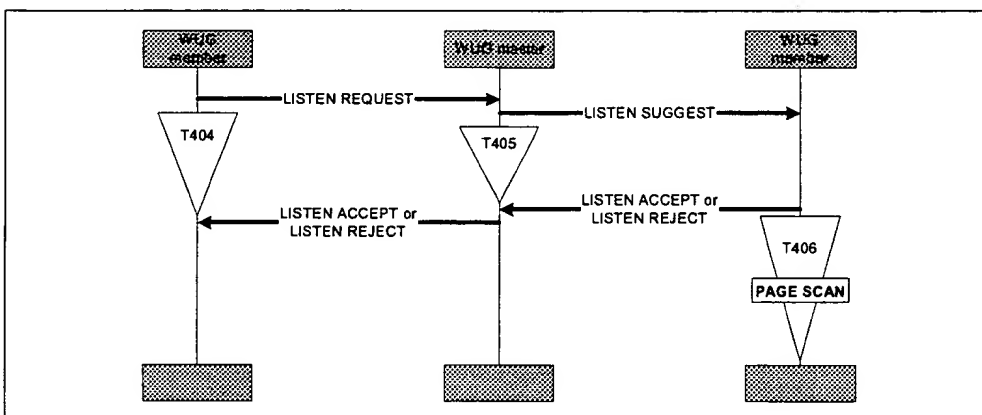 WUG
member
WUG master
WUG
member
LISTEN REQUEST
LISTEN SUGGEST
T404
T405
LISTEN ACCEPT or
LISTEN REJECT
LISTEN ACCEPT or
LISTEN REJECT
T406
PAGE SCAN